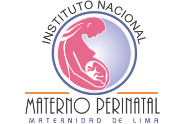 INSTITUTO NACIONAL
MATERNO PERINATAL
MATERNIDAD DE LIMA